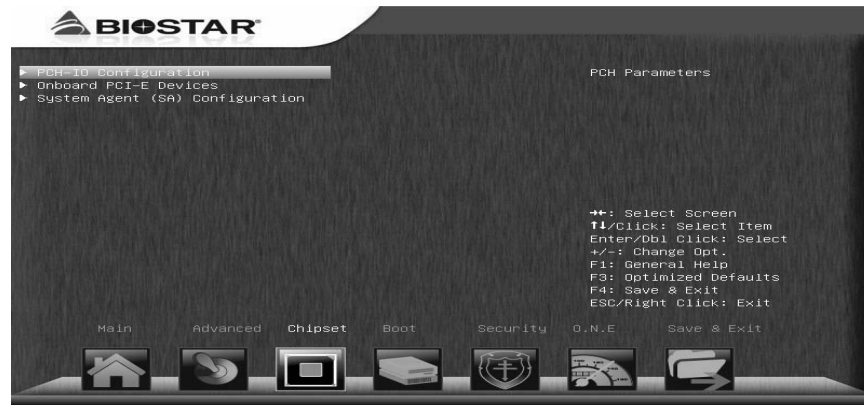 BIOSTAR®
► PCH-IO Configuration
► Onboard PCI-E Devices
► System Agent (SA) Configuration
PCH Parameters
→←: Select Screen
↑↓/Click: Select Item
Enter/Dbl Click: Select
+/-: Change Opt.
F1: General Help
F3: Optimized Defaults
F4: Save & Exit
ESC/Right Click: Exit
Main Advanced Chipset Boot Security O.N.E Save & Exit